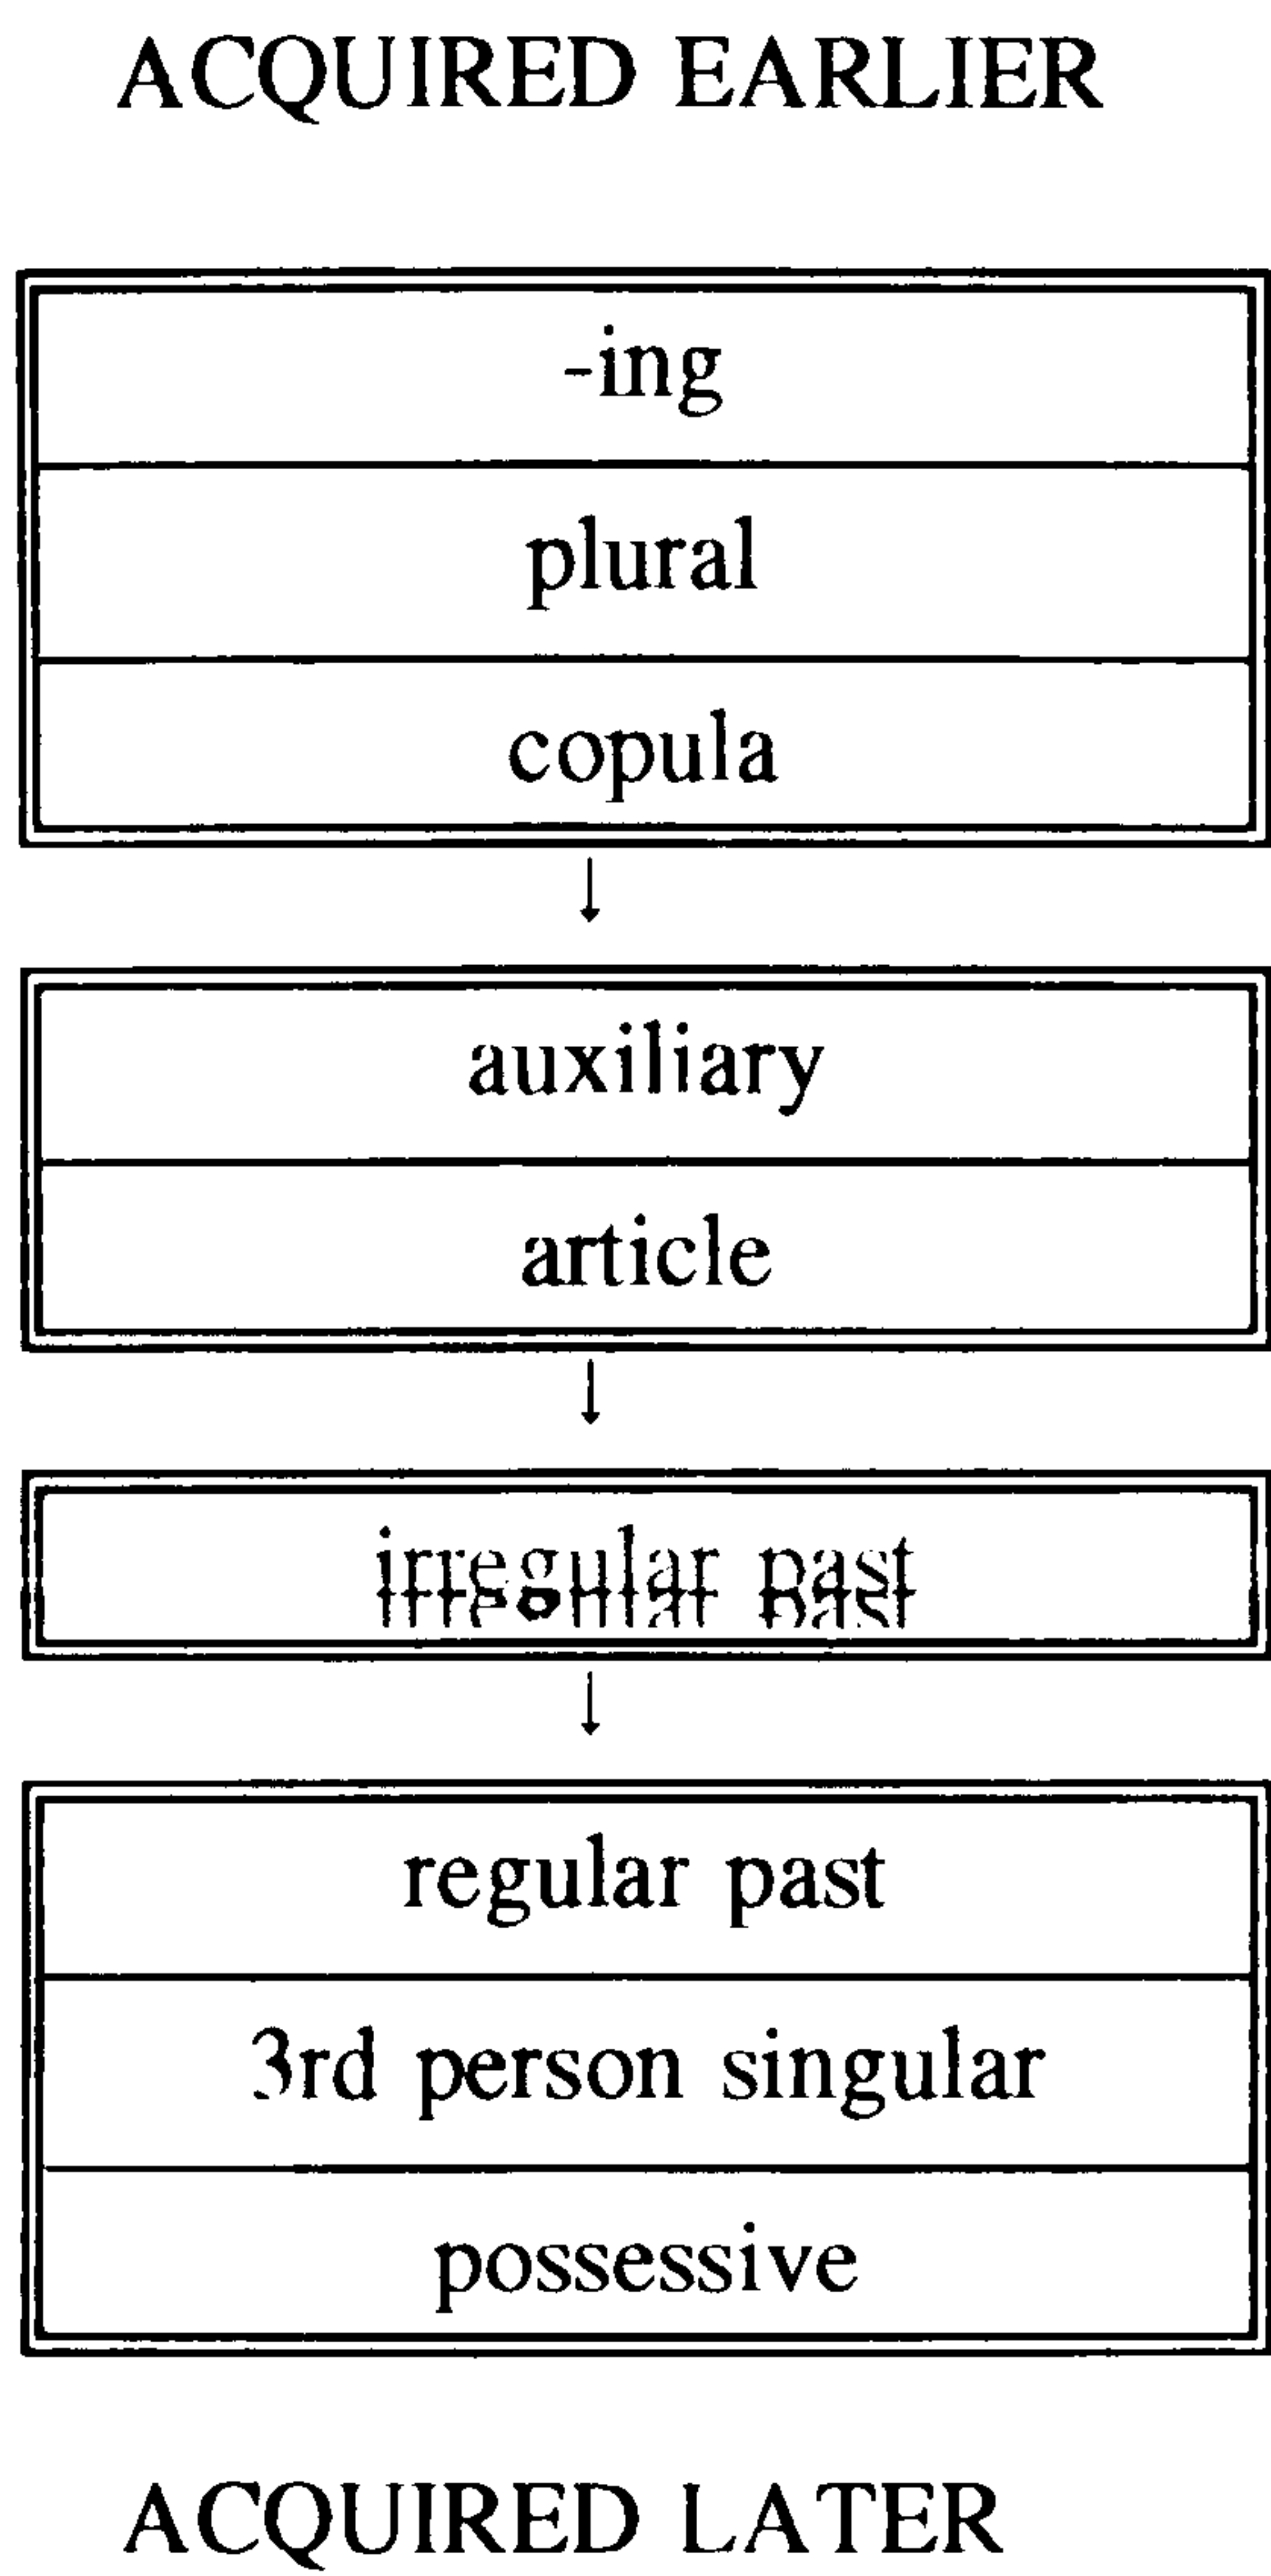 ACQUIRED EARLIER
-ing
plural
copula
auxiliary
article
irregular past
regular past
3rd person singular
possessive
ACQUIRED LATER